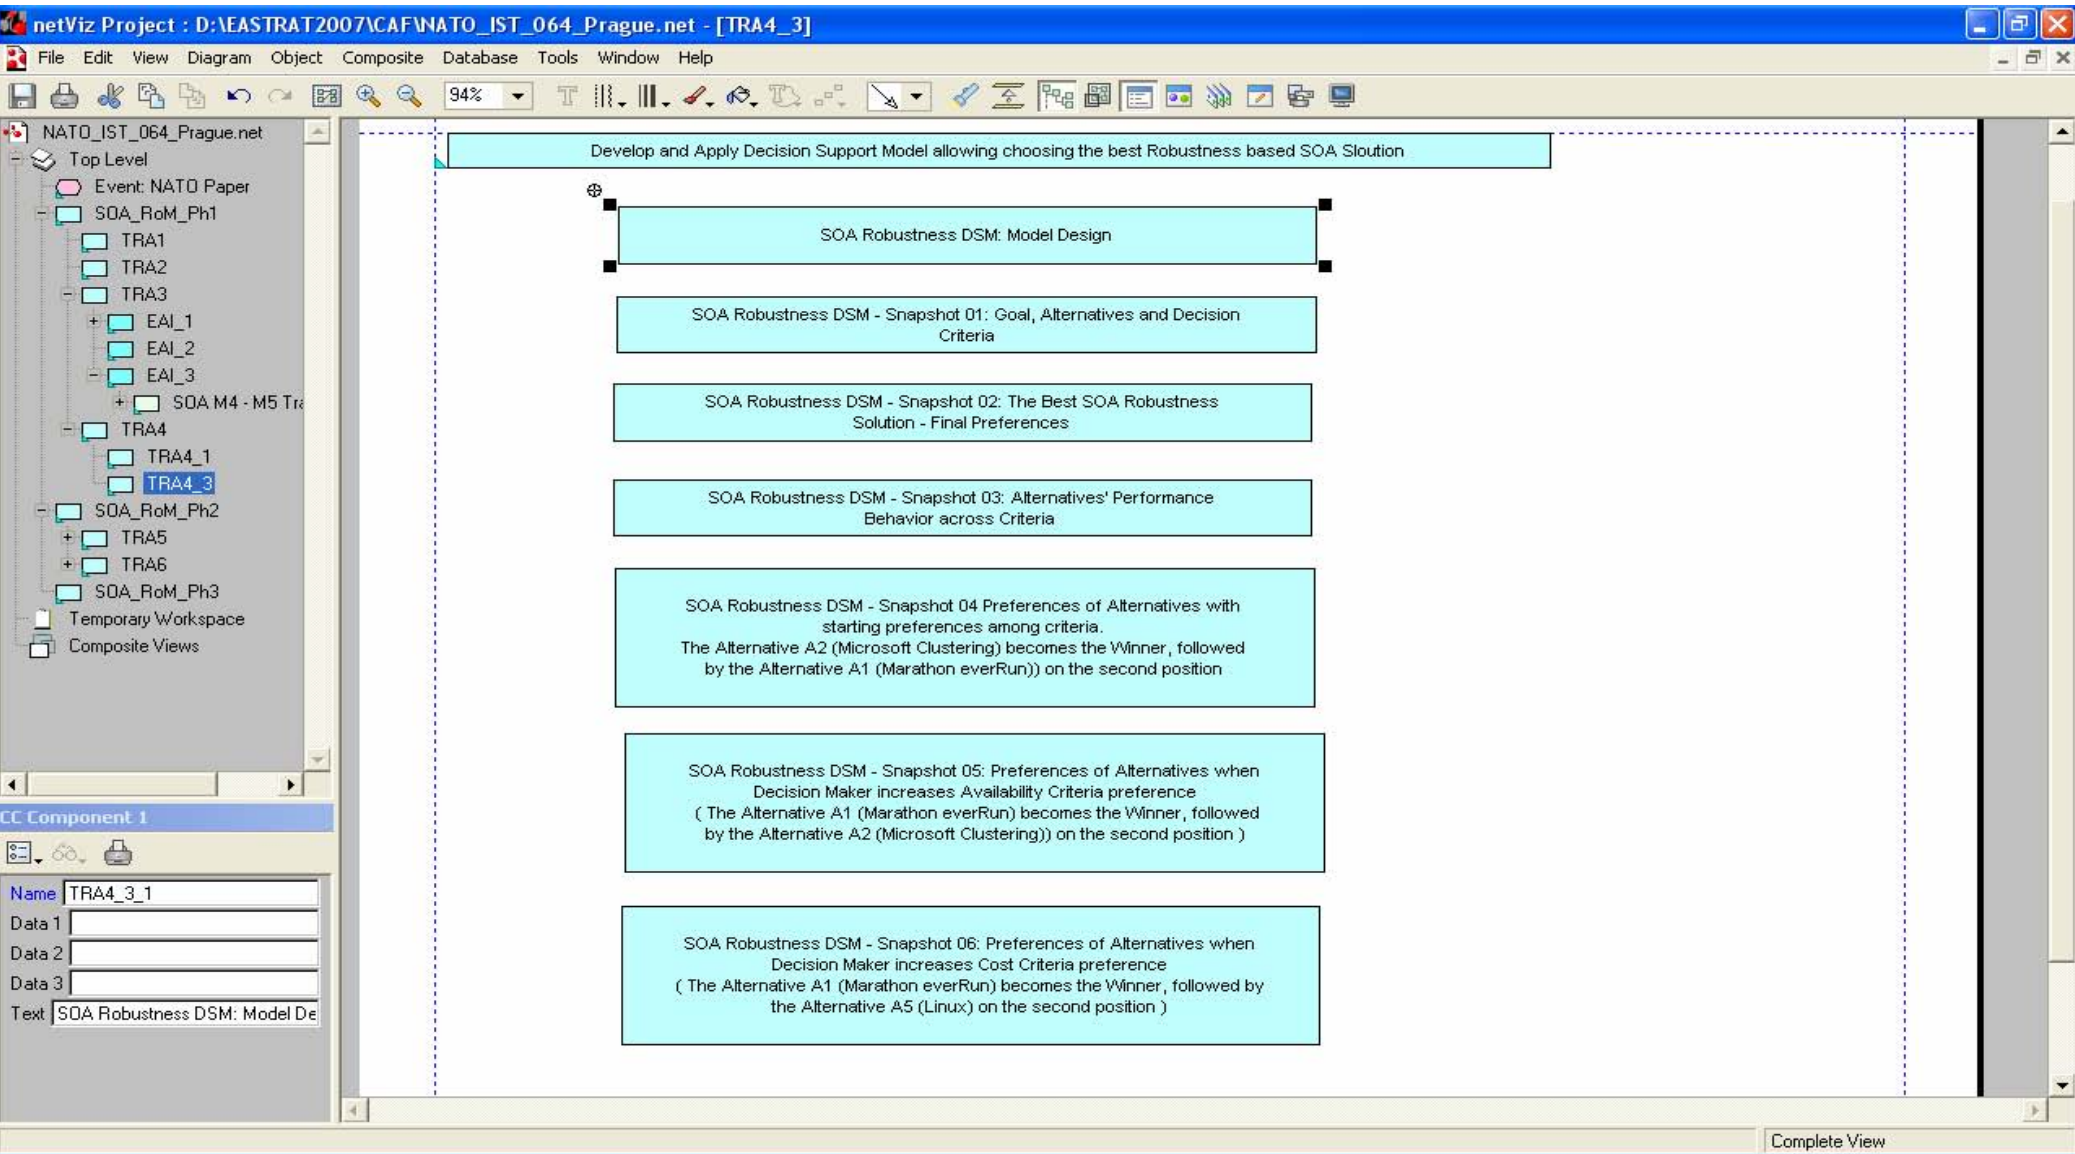 netViz Project : D:\EASTRAT2007\CAF\NATO_IST_064_Prague.net - [TRA4_3]
File Edit View Diagram Object Composite Database Tools Window Help
94%
NATO_IST_064_Prague.net
Top Level
Event: NATO Paper
SOA_RoM_Ph1
TRA1
TRA2
TRA3
EAI_1
EAI_2
EAI_3
SOA M4 - M5 Tra
TRA4
TRA4_1
TRA4_3
SOA_RoM_Ph2
TRA5
TRA6
SOA_RoM_Ph3
Temporary Workspace
Composite Views
CC Component 1
Name TRA4_3_1
Data 1
Data 2
Data 3
Text SOA Robustness DSM: Model De
Develop and Apply Decision Support Model allowing choosing the best Robustness based SOA Sloution
SOA Robustness DSM: Model Design
SOA Robustness DSM - Snapshot 01: Goal, Alternatives and Decision
Criteria
SOA Robustness DSM - Snapshot 02: The Best SOA Robustness
Solution - Final Preferences
SOA Robustness DSM - Snapshot 03: Alternatives' Performance
Behavior across Criteria
SOA Robustness DSM - Snapshot 04 Preferences of Alternatives with
starting preferences among criteria.
The Alternative A2 (Microsoft Clustering) becomes the Winner, followed
by the Alternative A1 (Marathon everRun)) on the second position
SOA Robustness DSM - Snapshot 05: Preferences of Alternatives when
Decision Maker increases Availability Criteria preference
( The Alternative A1 (Marathon everRun) becomes the Winner, followed
by the Alternative A2 (Microsoft Clustering)) on the second position )
SOA Robustness DSM - Snapshot 06: Preferences of Alternatives when
Decision Maker increases Cost Criteria preference
( The Alternative A1 (Marathon everRun) becomes the Winner, followed by
the Alternative A5 (Linux) on the second position )
Complete View